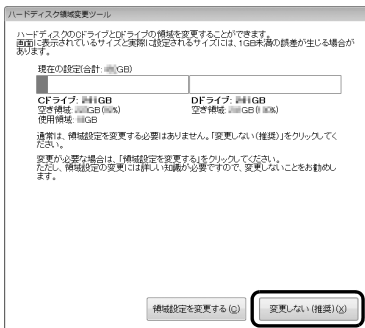 ハードディスク領域変更ツール
ハードディスクのCドライブとDドライブの領域を変更することができます。
画面に表示されているサイズと実際に設定されるサイズには、1GB未満の誤差が生じる場合が
あります。
現在の設定(合計: GB)
Cドライブ: GB
Dドライブ: GB
空き領域: GB( %)
空き領域: GB( %)
使用領域: GB
通常は、領域設定を変更する必要はありません。「変更しない(推奨)」をクリックしてく
ださい。
変更が必要な場合は、「領域設定を変更する」をクリックしてください。
ただし、領域設定の変更には詳しい知識が必要ですので、変更しないことをお勧めし
ます。
領域設定を変更する(C)
変更しない(推奨)(X)